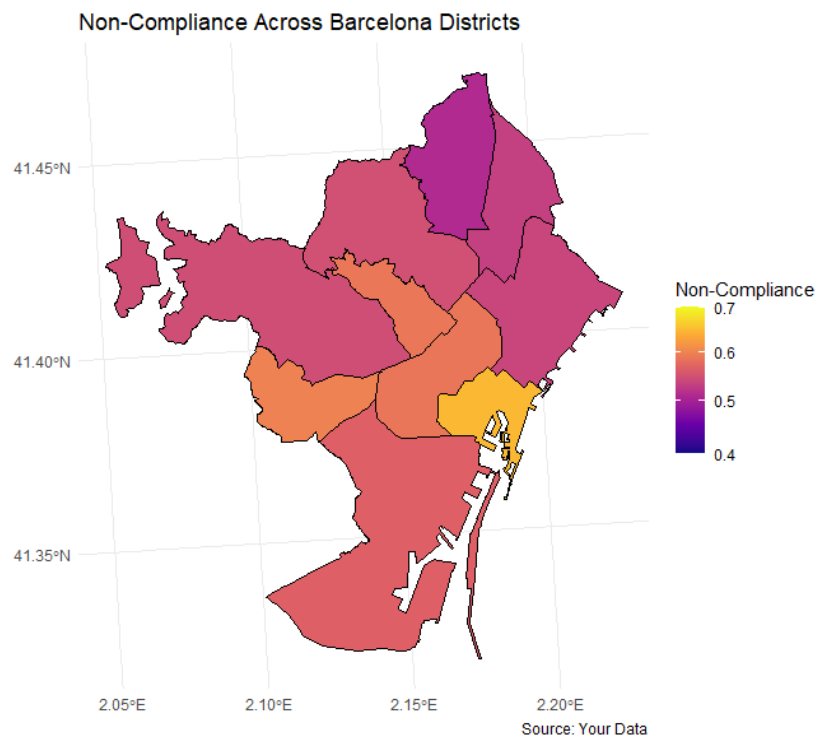 Non-Compliance Across Barcelona Districts
41.45°N
41.40°N
41.35°N
2.05°E
2.10°E
2.15°E
2.20°E
Non-Compliance
0.7
0.6
0.5
0.4
Source: Your Data